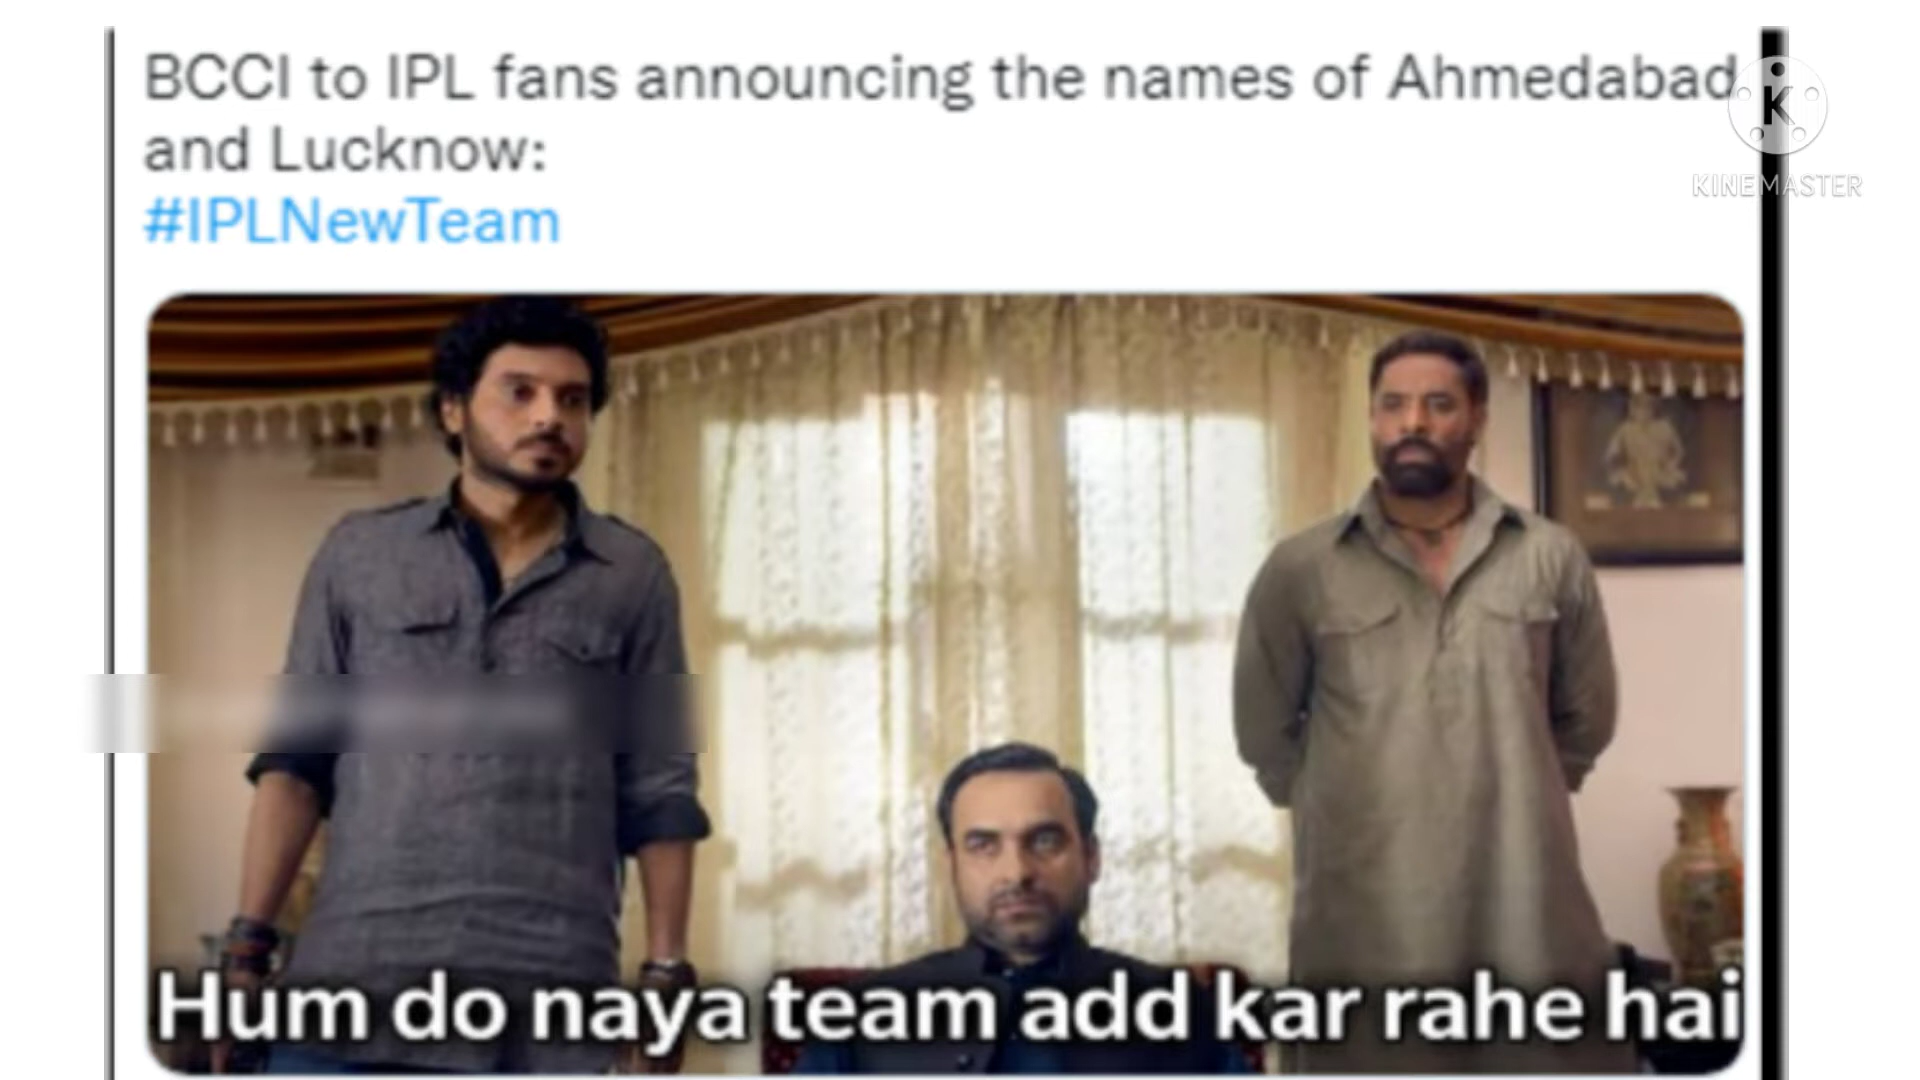 BCCI to IPL fans announcing the names of Ahmedabad
and Lucknow:
#IPLNewTeam
K
KINEMASTER
Hum do naya team add kar rahe hai